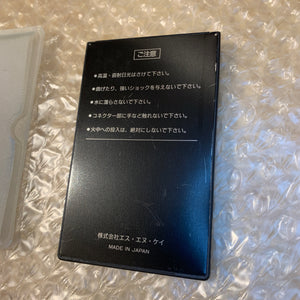 ご注意
●高温・直射日光はさけて下さい。
●曲げたり、強いショックを与えないで下さい。
●水に濡らさないで下さい。
●コネクター部に手など触れないで下さい。
●火中への投入は、絶対にしないで下さい。
株式会社エス・エヌ・ケイ
MADE IN JAPAN